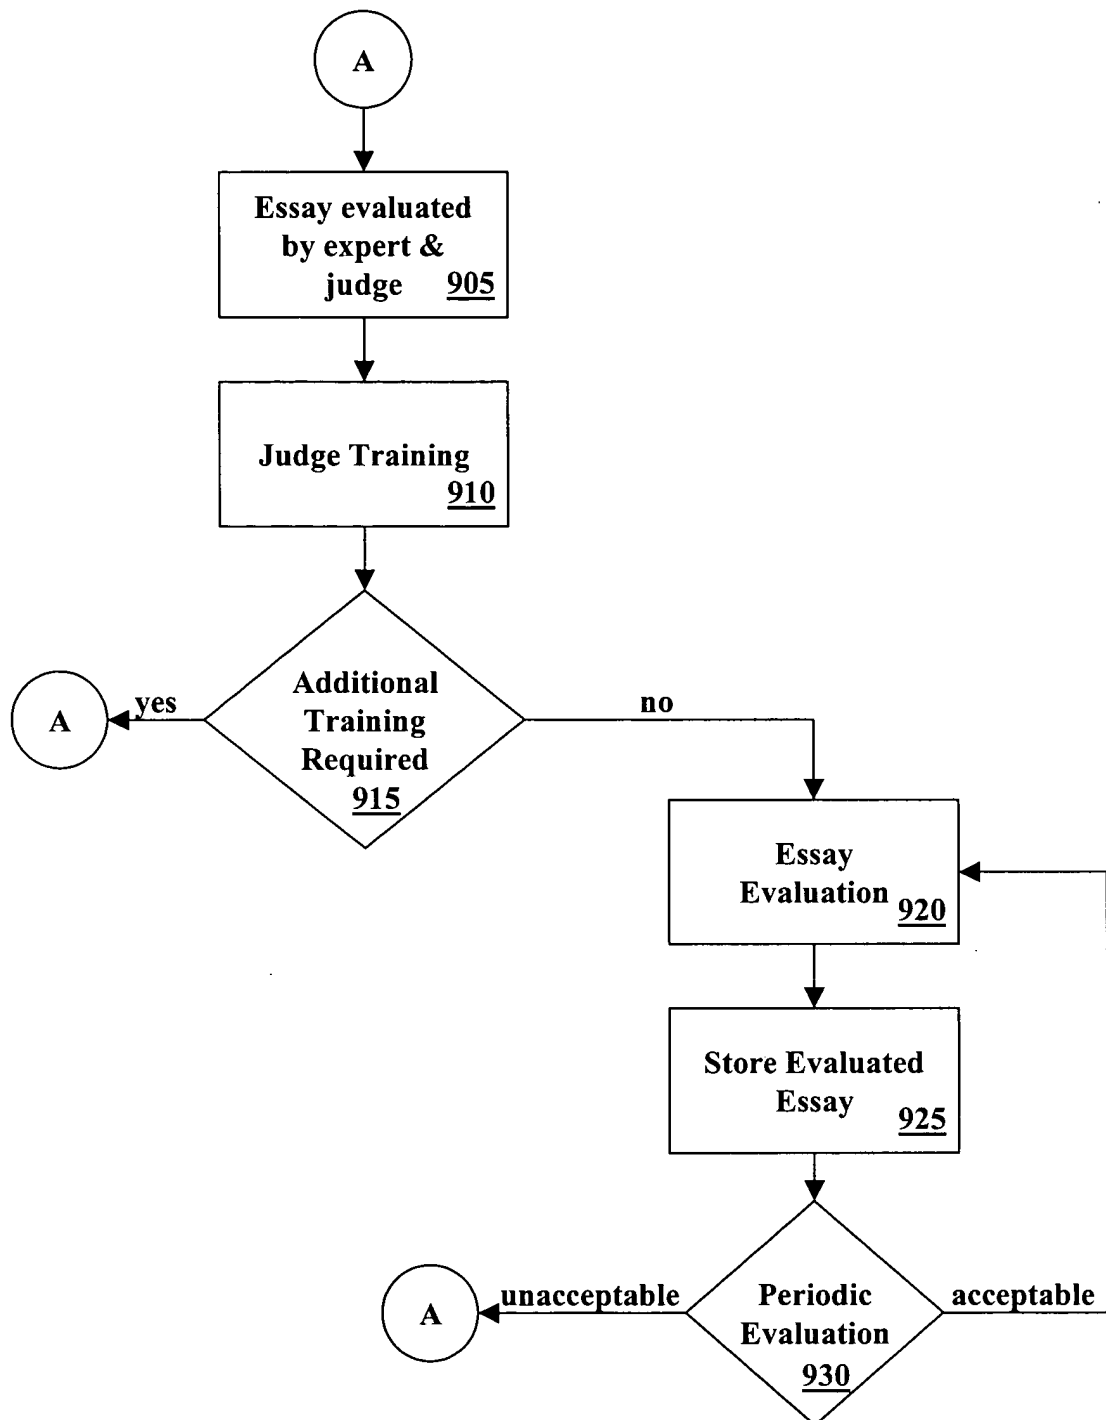 A
Essay evaluated
by expert &
judge 905
Judge Training
910
Additional
Training
Required
915
yes
A
no
Essay
Evaluation 920
Store Evaluated
Essay 925
Periodic
Evaluation
930
unacceptable
A
acceptable